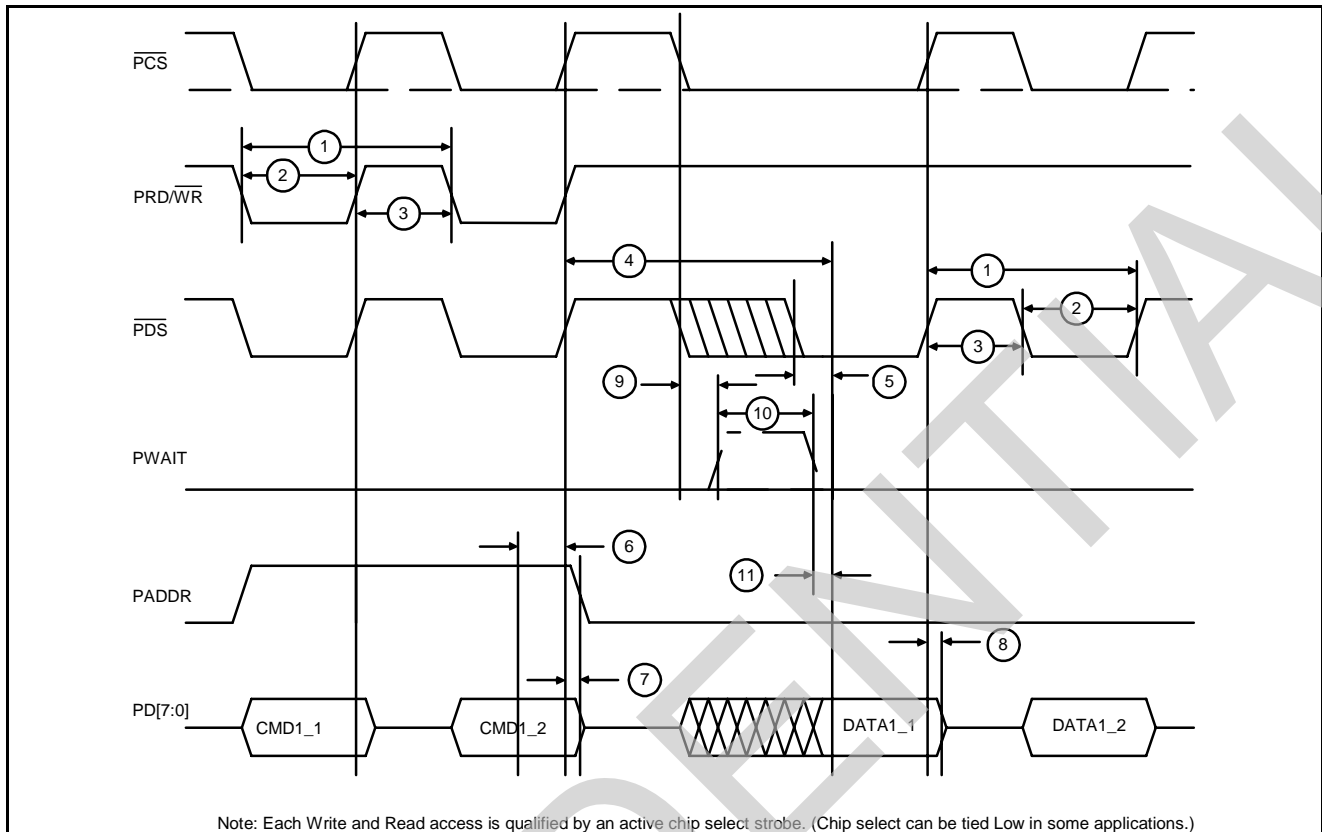 PCS
1
2
PRD/WR
3
4
1
PDS
2
3
9
5
10
PWAIT
6
11
PADDR
8
7
PD[7:0]
CMD1_1
CMD1_2
DATA1_1
DATA1_2
Note: Each Write and Read access is qualified by an active chip select strobe. (Chip select can be tied Low in some applications.)
DENTIAL